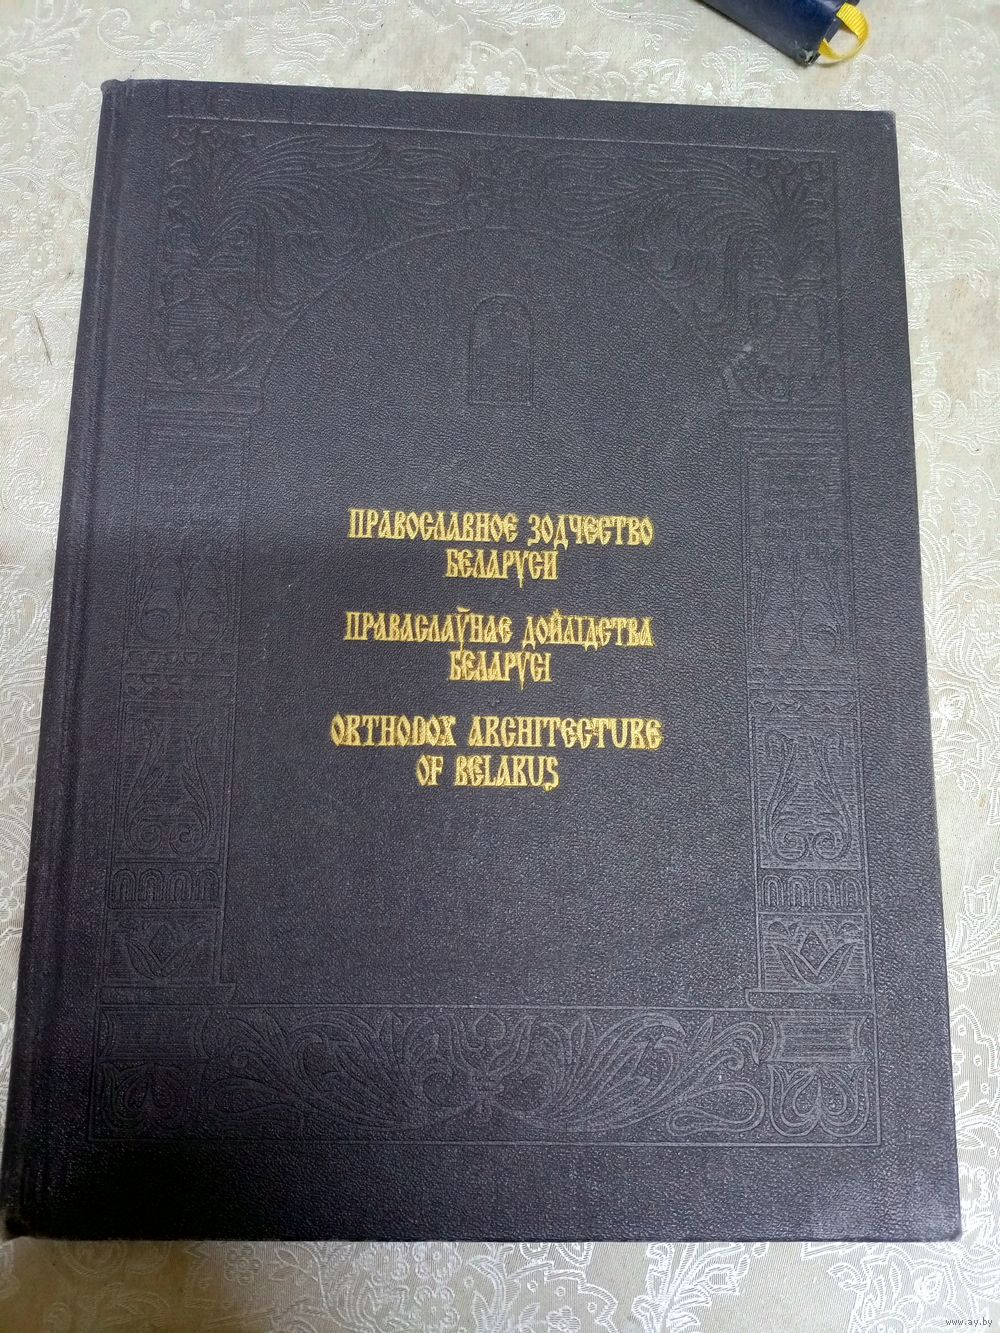 ПРАВОСЛАВНОЕ ЗОДЧЕСТВО
БЕЛАРУСИ
ПРАВАСЛАЎНАЕ ДОЙЛІДСТВА
БЕЛАРУСІ
ORTHODOX ARCHITECTURE
OF BELARUS
www.ay.by